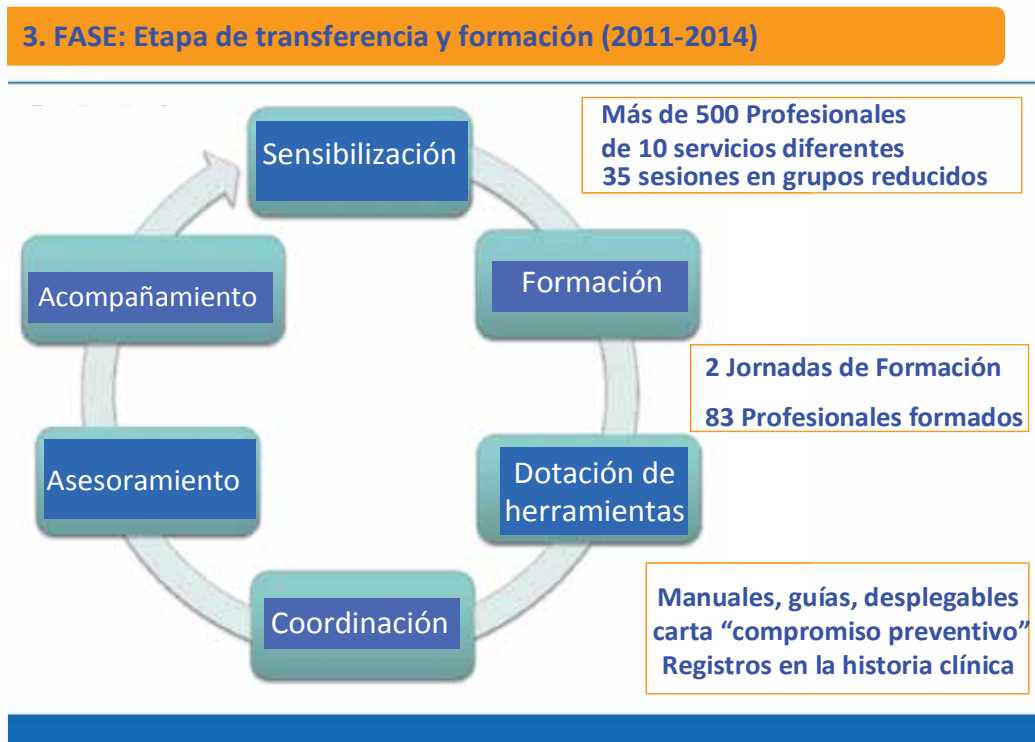 3. FASE: Etapa de transferencia y formación (2011-2014)
Sensibilización
Más de 500 Profesionales
de 10 servicios diferentes
35 sesiones en grupos reducidos
Formación
Acompañamiento
2 Jornadas de Formación
83 Profesionales formados
Dotación de
herramientas
Asesoramiento
Coordinación
Manuales, guías, desplegables
carta “compromiso preventivo”
Registros en la historia clínica